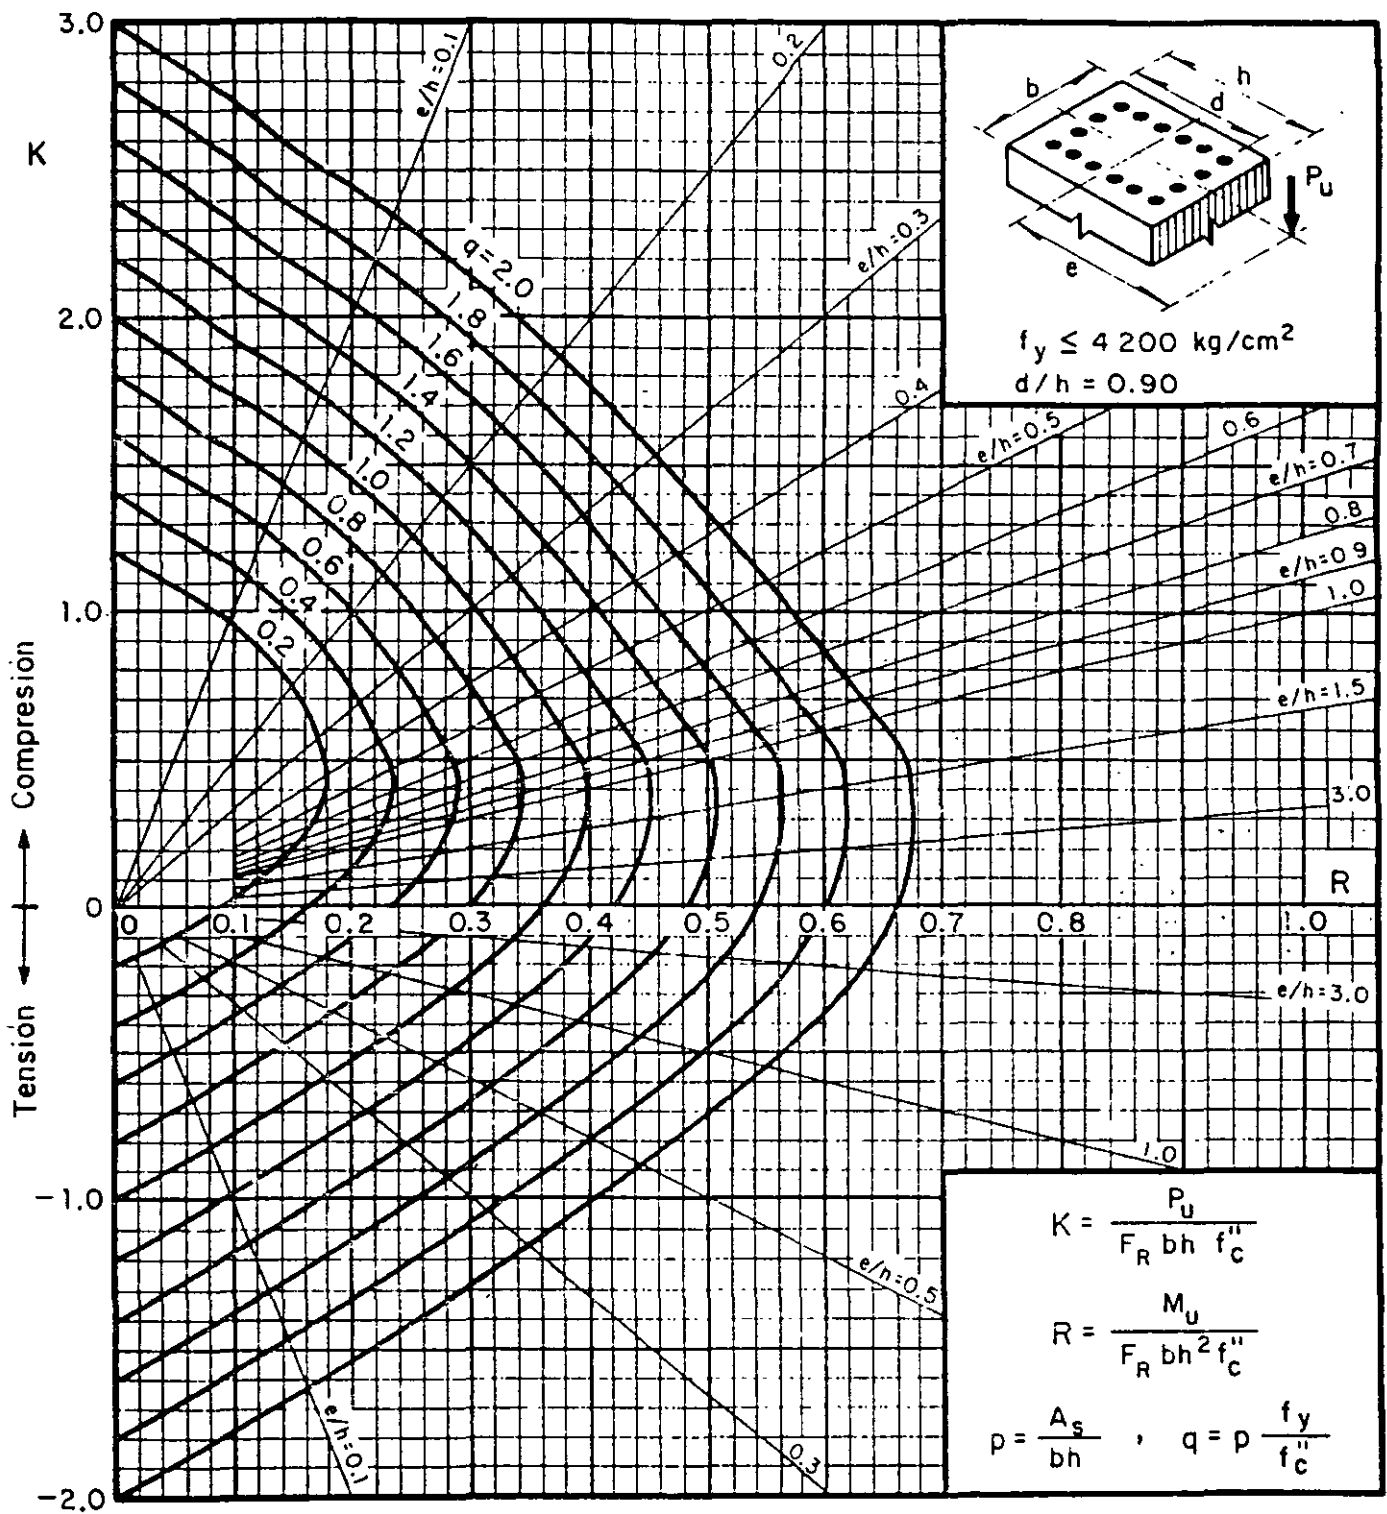 3.0
K
2.0
1.0
0
-1.0
-2.0
Compresión
Tensión
e/h=0.1
0.2
e/h=0.3
0.4
e/h=0.5
0.6
e/h=0.7
0.8
e/h=0.9
1.0
e/h=1.5
3.0
R
q=2.0
1.8
1.6
1.4
1.2
1.0
0.8
0.6
0.4
0.2
0 0.1 0.2 0.3 0.4 0.5 0.6 0.7 0.8 1.0
e/h=3.0
1.0
e/h=0.5
0.3
e/h=0.1
b
h
d
Pu
e
fy ≤ 4 200 kg/cm²
d/h = 0.90
K = Pu / FR bh f''c
R = Mu / FR bh² f''c
p = As / bh , q = p fy / f''c